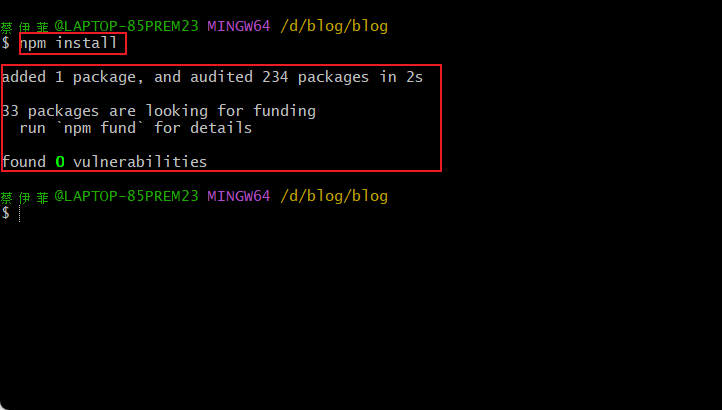 蔡伊菲@LAPTOP-85PREM23 MINGW64 /d/blog/blog
$ npm install
added 1 package, and audited 234 packages in 2s
33 packages are looking for funding
run `npm fund` for details
found 0 vulnerabilities
蔡伊菲@LAPTOP-85PREM23 MINGW64 /d/blog/blog
$